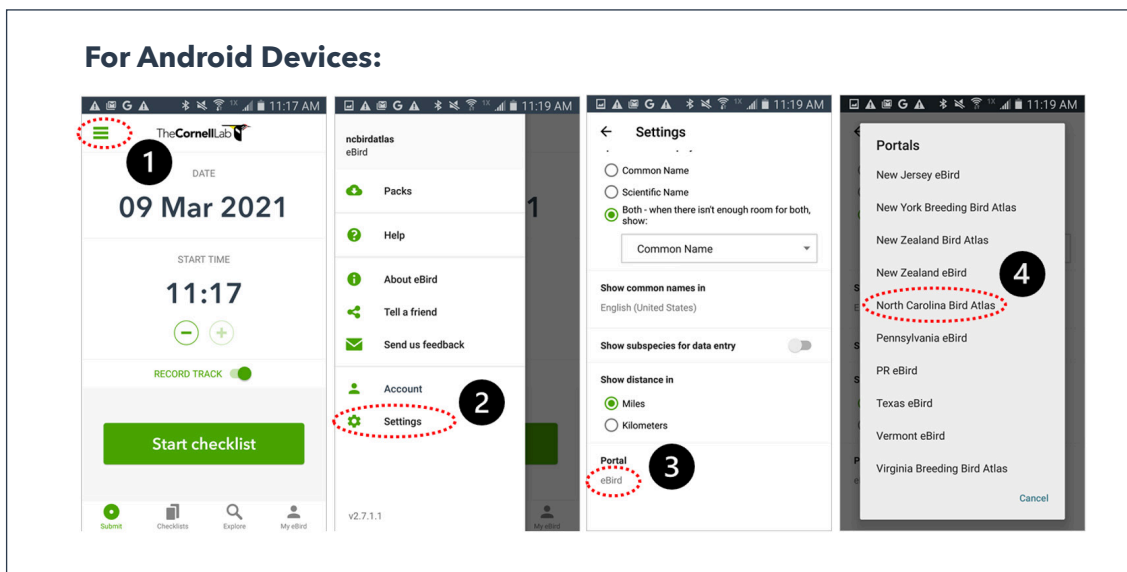 For Android Devices:
11:17 AM
TheCornellLab
1
DATE
09 Mar 2021
START TIME
11:17
RECORD TRACK
Start checklist
Submit
Checklists
Explore
My eBird
11:19 AM
ncbirdatlas
eBird
Packs
1
Help
About eBird
Tell a friend
Send us feedback
Account
2
Settings
v2.7.1.1
My eBird
11:19 AM
Settings
Common Name
Scientific Name
Both - when there isn't enough room for both,
show:
Common Name
Show common names in
English (United States)
Show subspecies for data entry
Show distance in
Miles
Kilometers
Portal
3
eBird
11:19 AM
Portals
New Jersey eBird
New York Breeding Bird Atlas
New Zealand Bird Atlas
New Zealand eBird
4
North Carolina Bird Atlas
Pennsylvania eBird
PR eBird
Texas eBird
Vermont eBird
Virginia Breeding Bird Atlas
Cancel